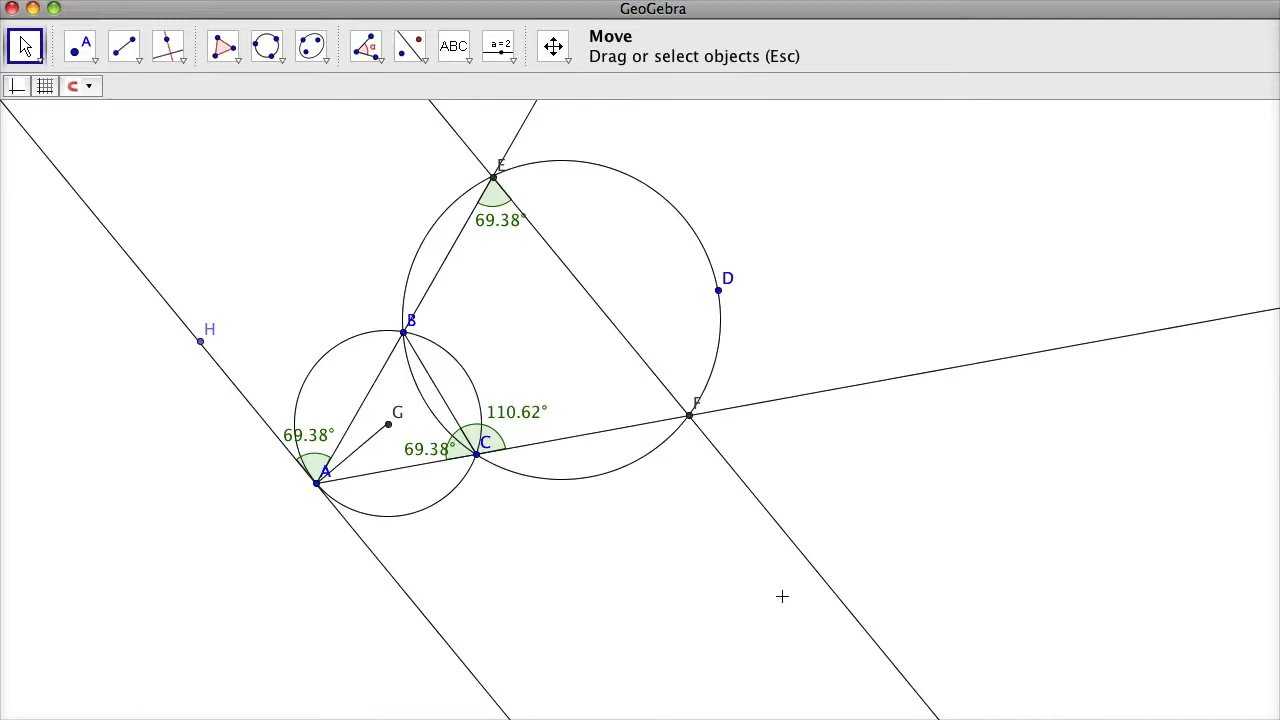 GeoGebra
A
α
ABC
a = 2
Move
Drag or select objects (Esc)
E
69.38°
D
B
H
F
G
110.62°
69.38°
C
69.38°
A